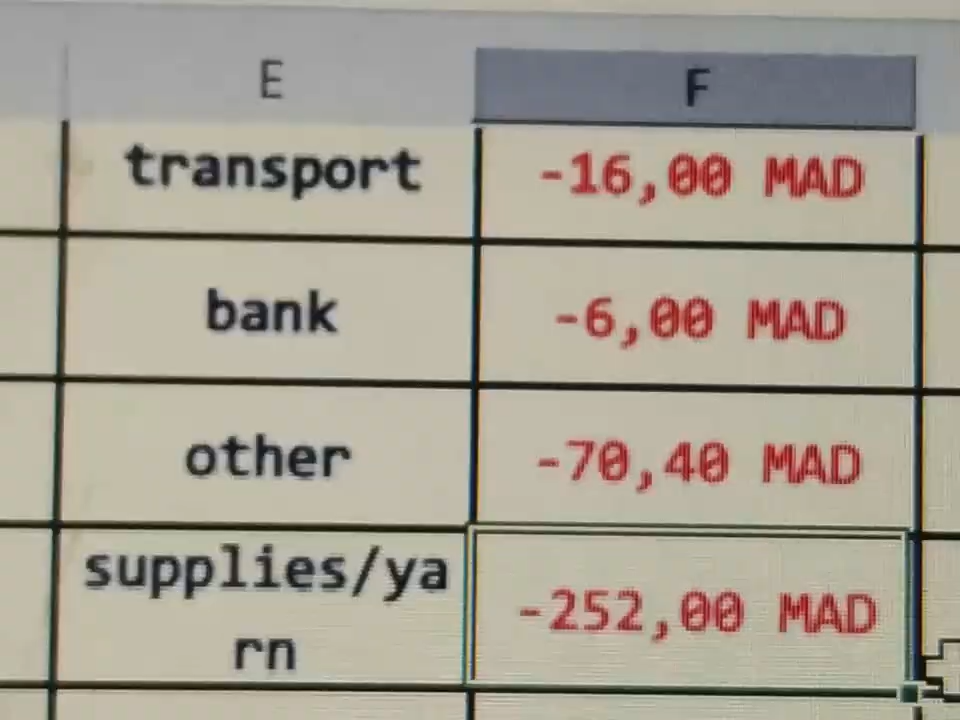 E F
transport -16,00 MAD
bank -6,00 MAD
other -70,40 MAD
supplies/ya
rn -252,00 MAD